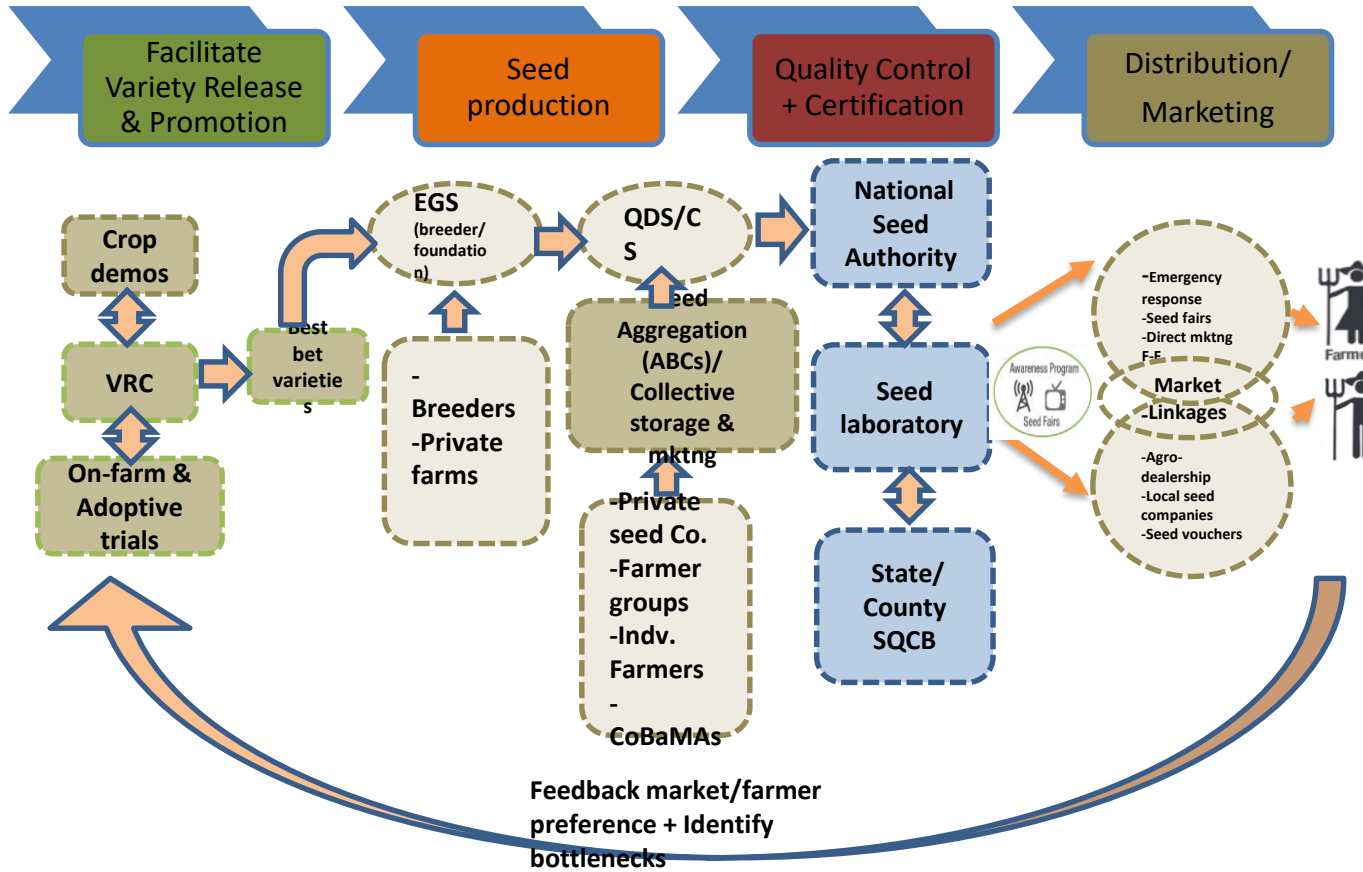 Facilitate
Variety Release
& Promotion
Seed
production
Quality Control
+ Certification
Distribution/
Marketing
Crop
demos
VRC
On-farm &
Adoptive
trials
Best
bet
varietie
s
EGS
(breeder/
foundatio
n)
-
Breeders
-Private
farms
QDS/C
S
Seed
Aggregation
(ABCs)/
Collective
storage &
mktng
-Private
seed Co.
-Farmer
groups
-Indv.
Farmers
-
CoBaMAs
National
Seed
Authority
Seed
laboratory
State/
County
SQCB
Awareness Program
Seed Fairs
-Emergency
response
-Seed fairs
-Direct mktng
F-F
Market
-Linkages
-Agro-
dealership
-Local seed
companies
-Seed vouchers
Farme
Feedback market/farmer
preference + Identify
bottlenecks